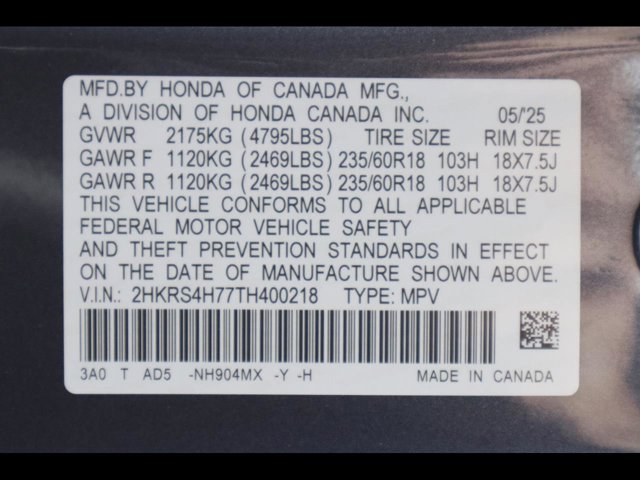 MFD.BY HONDA OF CANADA MFG.,
A DIVISION OF HONDA CANADA INC. 05/'25
GVWR 2175KG (4795LBS) TIRE SIZE RIM SIZE
GAWR F 1120KG (2469LBS) 235/60R18 103H 18X7.5J
GAWR R 1120KG (2469LBS) 235/60R18 103H 18X7.5J
THIS VEHICLE CONFORMS TO ALL APPLICABLE
FEDERAL MOTOR VEHICLE SAFETY
AND THEFT PREVENTION STANDARDS IN EFFECT
ON THE DATE OF MANUFACTURE SHOWN ABOVE.
V.I.N.: 2HKRS4H77TH400218 TYPE: MPV
3A0 T AD5 -NH904MX -Y -H MADE IN CANADA